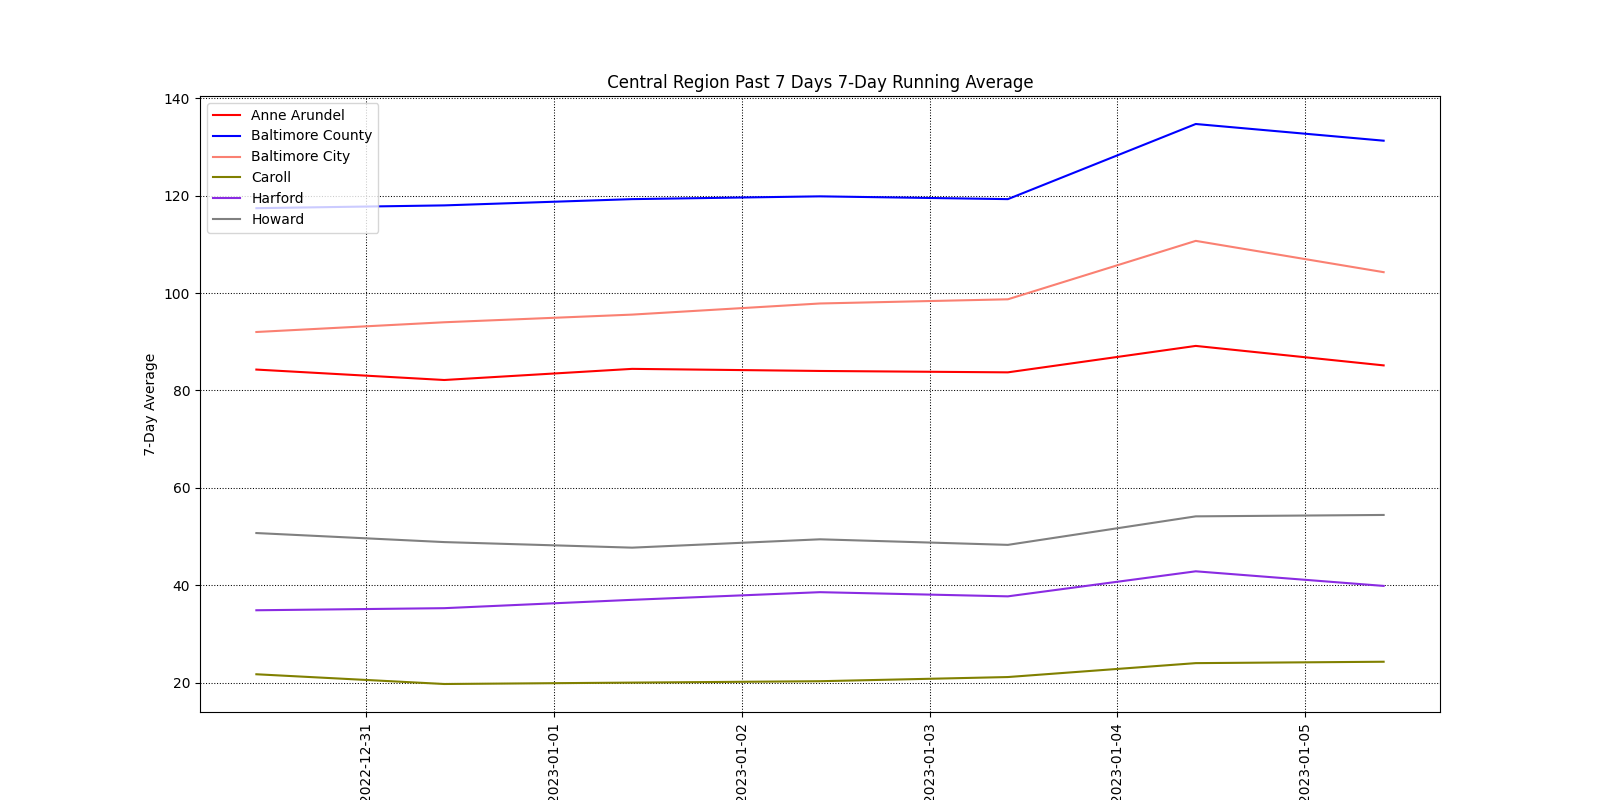 Central Region Past 7 Days 7-Day Running Average
140
120
100
80
60
40
20
7-Day Average
Anne Arundel
Baltimore County
Baltimore City
Caroll
Harford
Howard
2022-12-31
2023-01-01
2023-01-02
2023-01-03
2023-01-04
2023-01-05